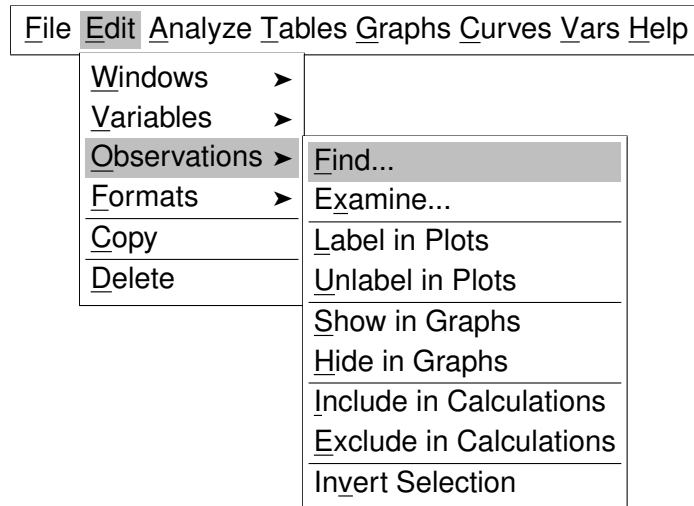 File Edit Analyze Tables Graphs Curves Vars Help
Windows ➤
Variables ➤
Observations ➤
Formats ➤
Copy
Delete
Find...
Examine...
Label in Plots
Unlabel in Plots
Show in Graphs
Hide in Graphs
Include in Calculations
Exclude in Calculations
Invert Selection